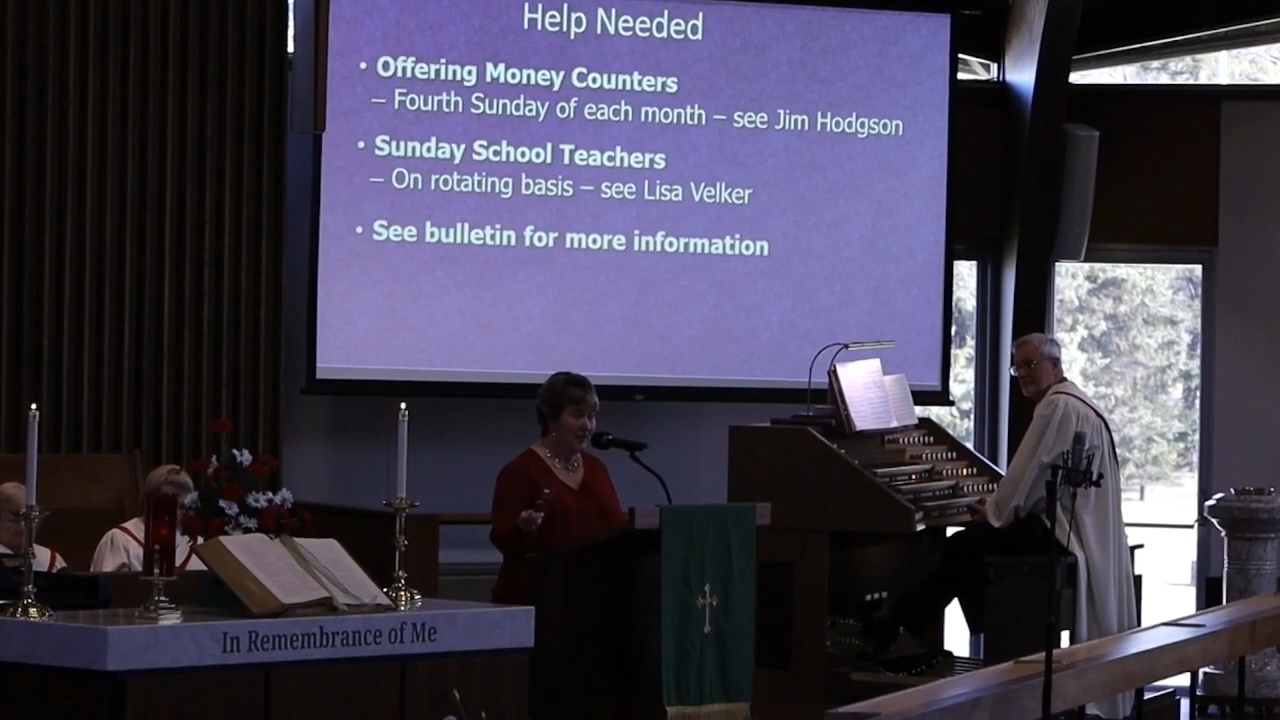 Help Needed
• Offering Money Counters
– Fourth Sunday of each month – see Jim Hodgson
• Sunday School Teachers
– On rotating basis – see Lisa Velker
• See bulletin for more information
In Remembrance of Me